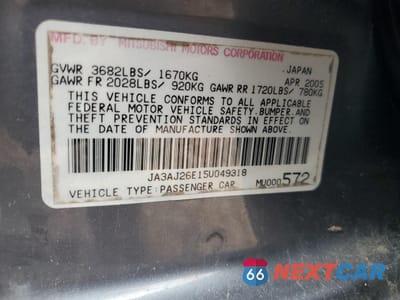 MFD. BY MITSUBISHI MOTORS CORPORATION
GVWR 3682LBS/ 1670KG JAPAN
GAWR FR 2028LBS/ 920KG GAWR RR 1720LBS/ 780KG APR 2005
THIS VEHICLE CONFORMS TO ALL APPLICABLE
FEDERAL MOTOR VEHICLE SAFETY,BUMPER,AND
THEFT PREVENTION STANDARDS IN EFFECT ON
THE DATE OF MANUFACTURE SHOWN ABOVE.
JA3AJ26E15U049318
VEHICLE TYPE:PASSENGER CAR MU000572
66 NEXTCAR